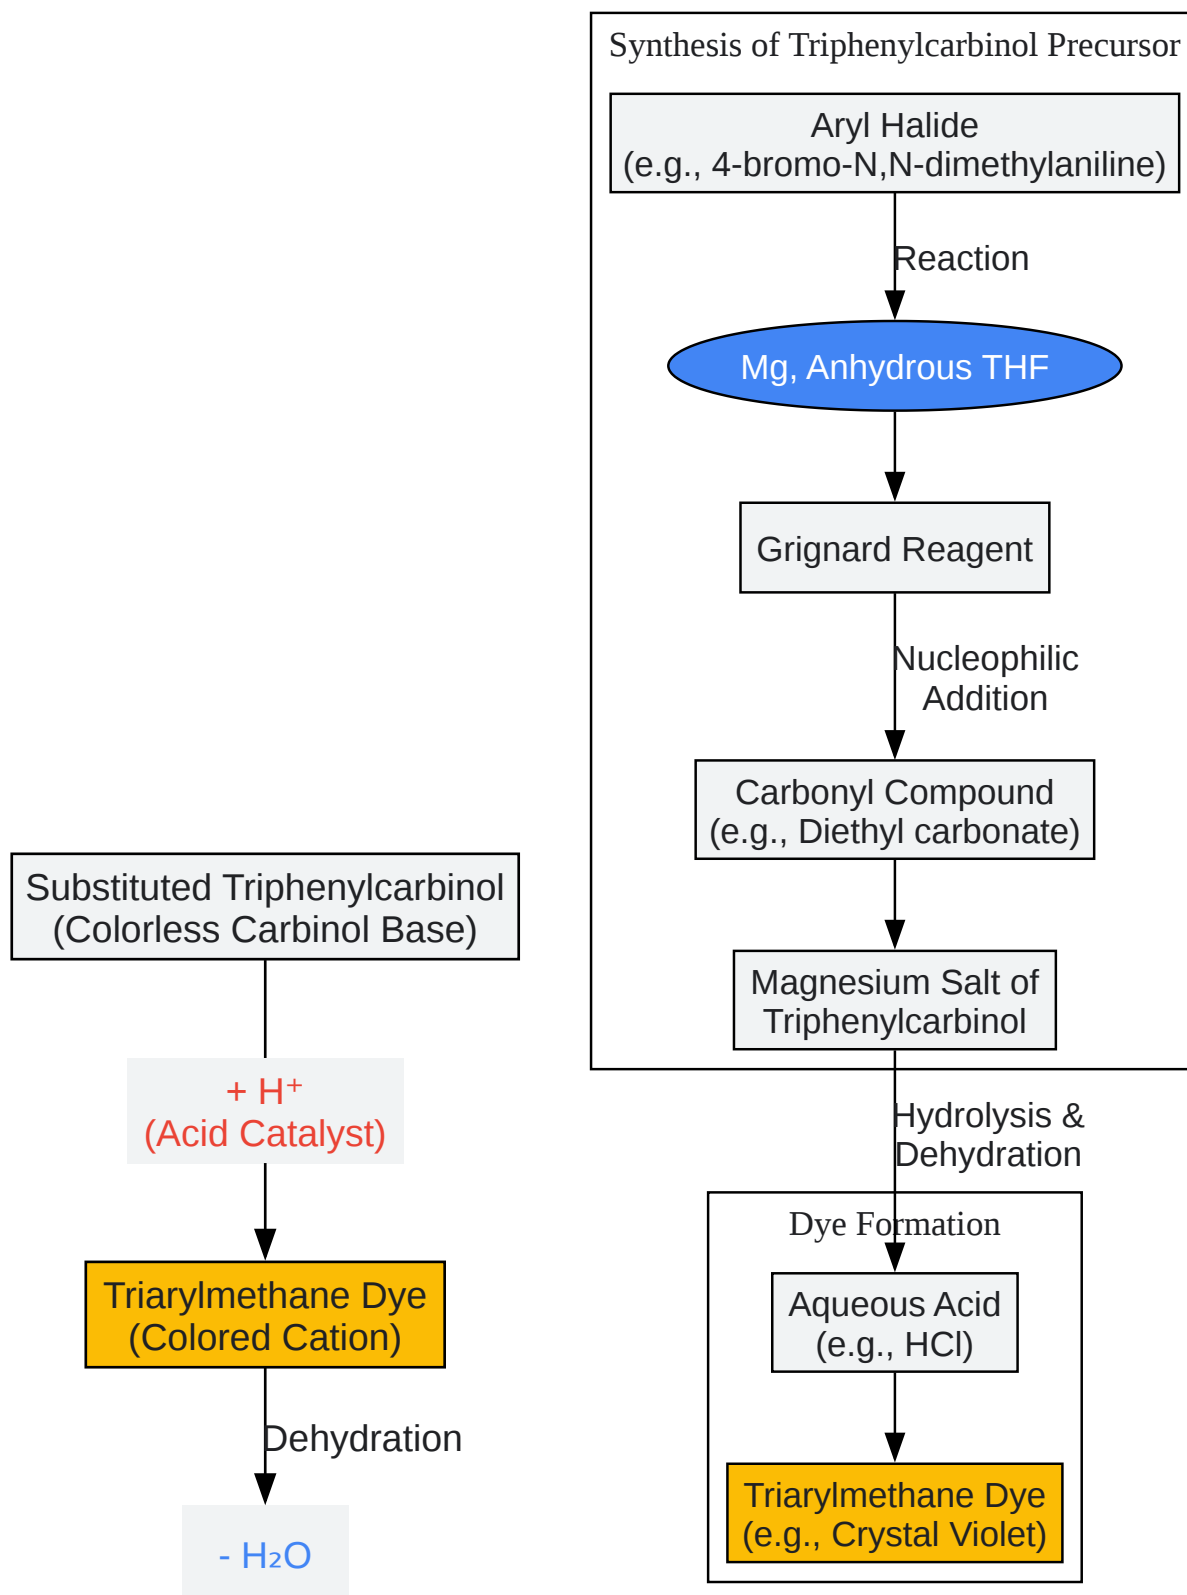 Synthesis of Triphenylcarbinol Precursor
Aryl Halide
(e.g., 4-bromo-N,N-dimethylaniline)
Reaction
Mg, Anhydrous THF
Grignard Reagent
Nucleophilic
Addition
Carbonyl Compound
(e.g., Diethyl carbonate)
Magnesium Salt of
Triphenylcarbinol
Hydrolysis &
Dehydration
Dye Formation
Aqueous Acid
(e.g., HCl)
Triarylmethane Dye
(e.g., Crystal Violet)
Substituted Triphenylcarbinol
(Colorless Carbinol Base)
+ H⁺
(Acid Catalyst)
Triarylmethane Dye
(Colored Cation)
Dehydration
- H₂O